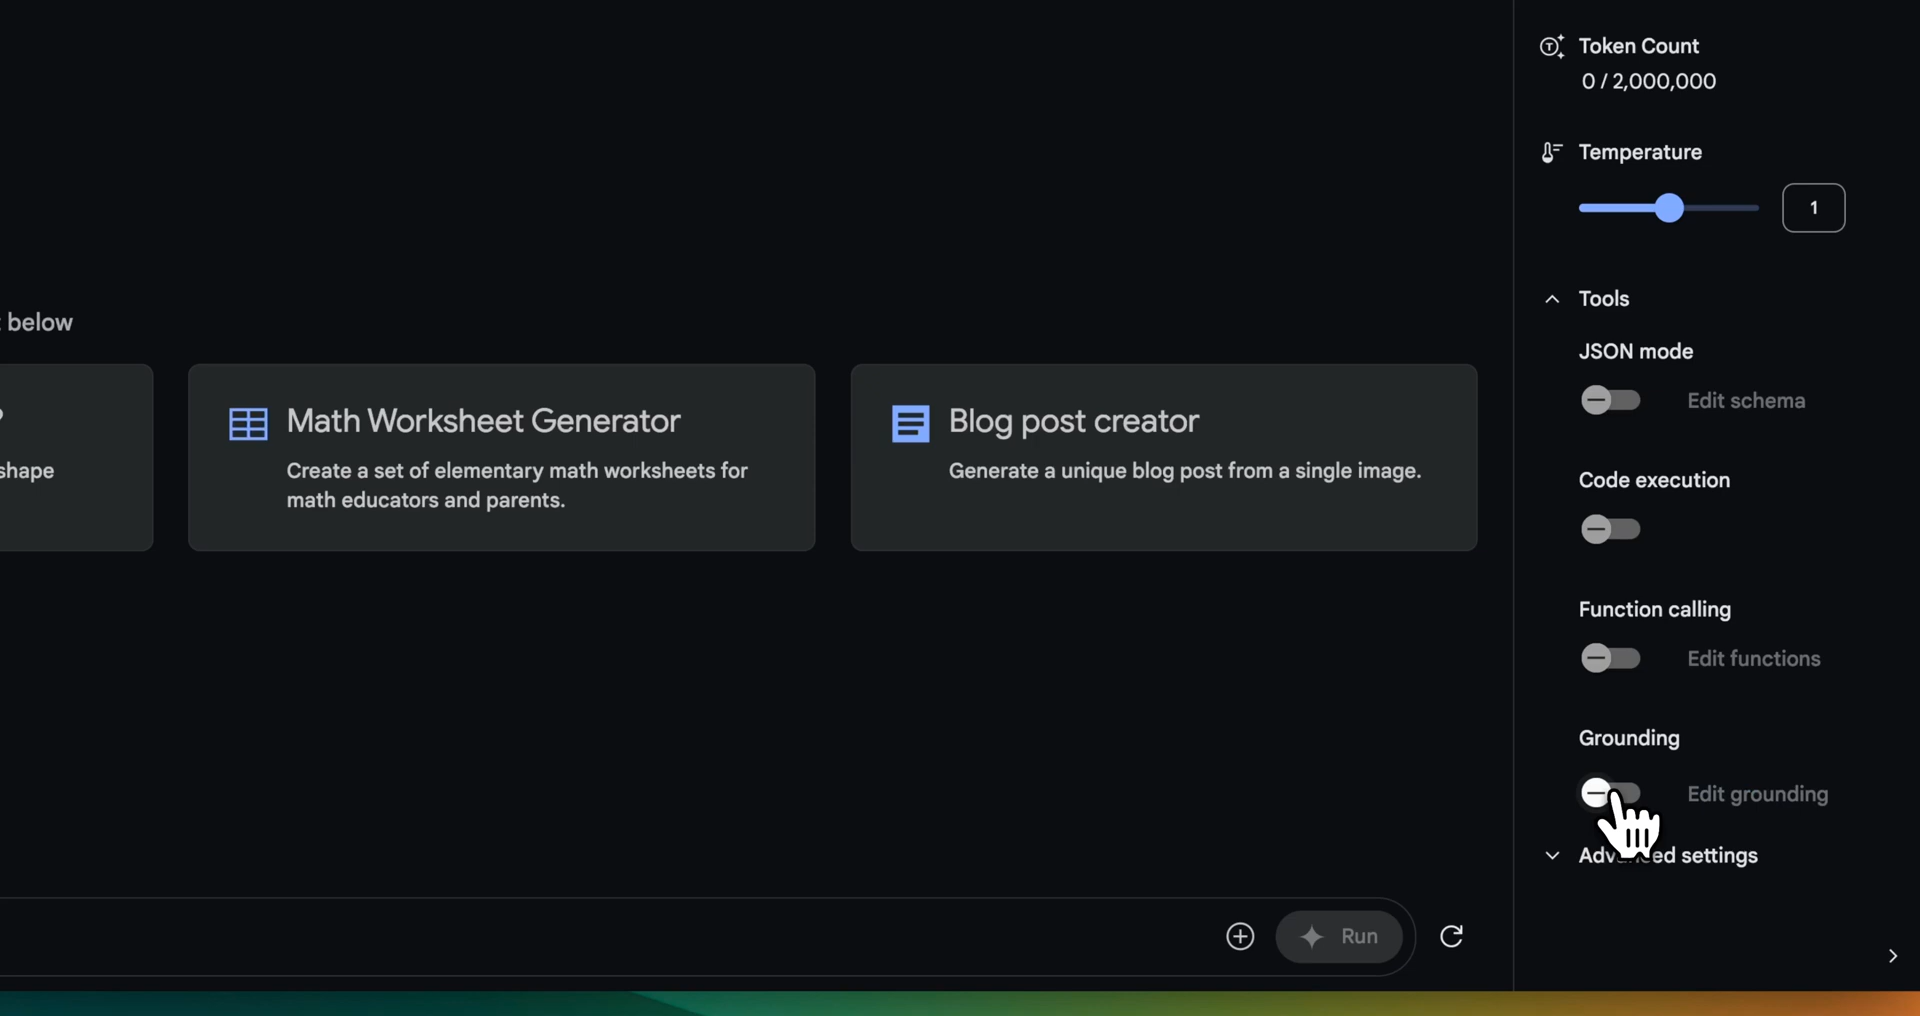 below
shape
Math Worksheet Generator
Create a set of elementary math worksheets for
math educators and parents.
Blog post creator
Generate a unique blog post from a single image.
Run
Token Count
0 / 2,000,000
Temperature
1
Tools
JSON mode
Edit schema
Code execution
Function calling
Edit functions
Grounding
Edit grounding
Advanced settings